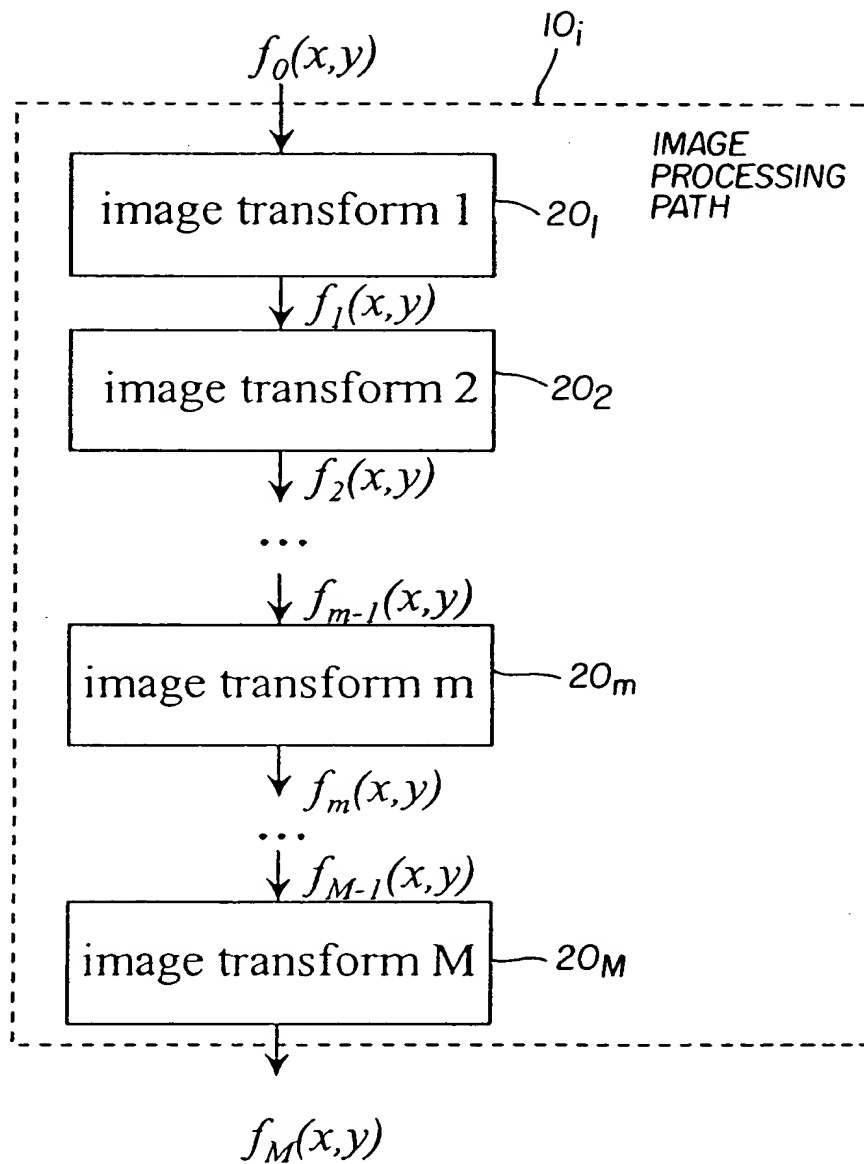 10i
f0(x,y)
IMAGE
PROCESSING
PATH
image transform 1
201
f1(x,y)
image transform 2
202
f2(x,y)
...
fm-1(x,y)
image transform m
20m
fm(x,y)
...
fM-1(x,y)
image transform M
20M
fM(x,y)